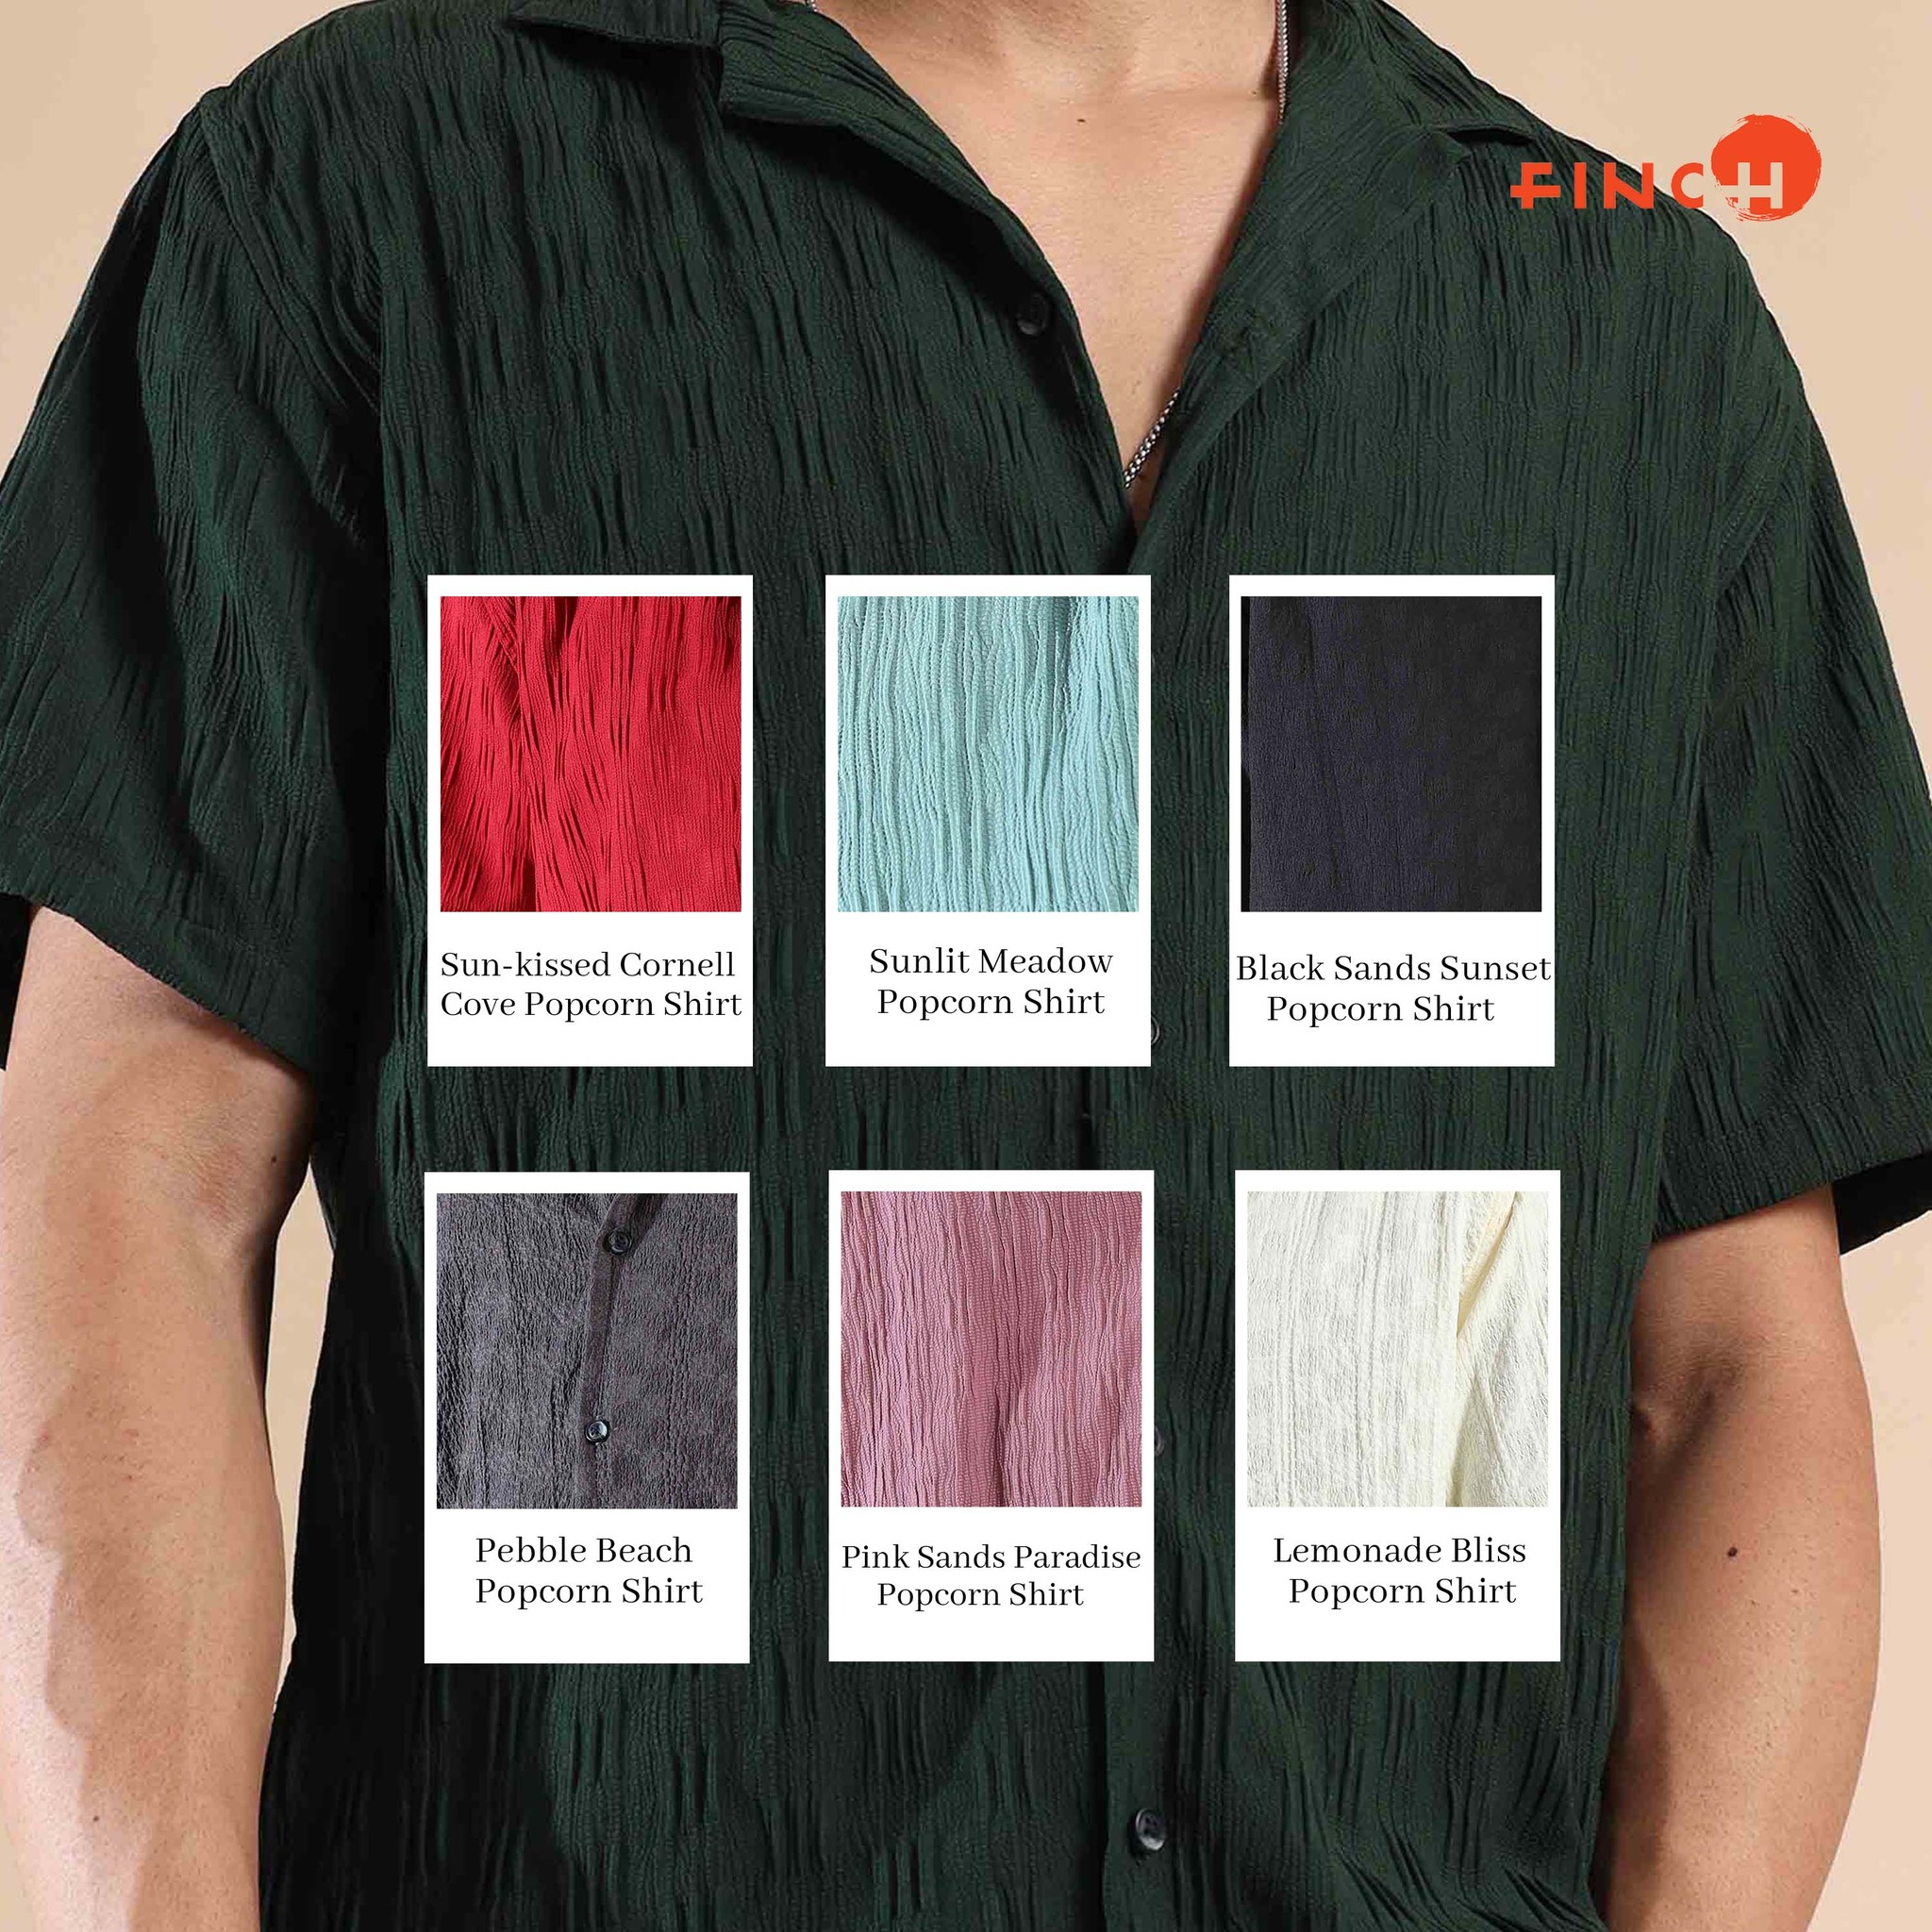 FINCH
Sun-kissed Cornell
Cove Popcorn Shirt
Sunlit Meadow
Popcorn Shirt
Black Sands Sunset
Popcorn Shirt
Pebble Beach
Popcorn Shirt
Pink Sands Paradise
Popcorn Shirt
Lemonade Bliss
Popcorn Shirt